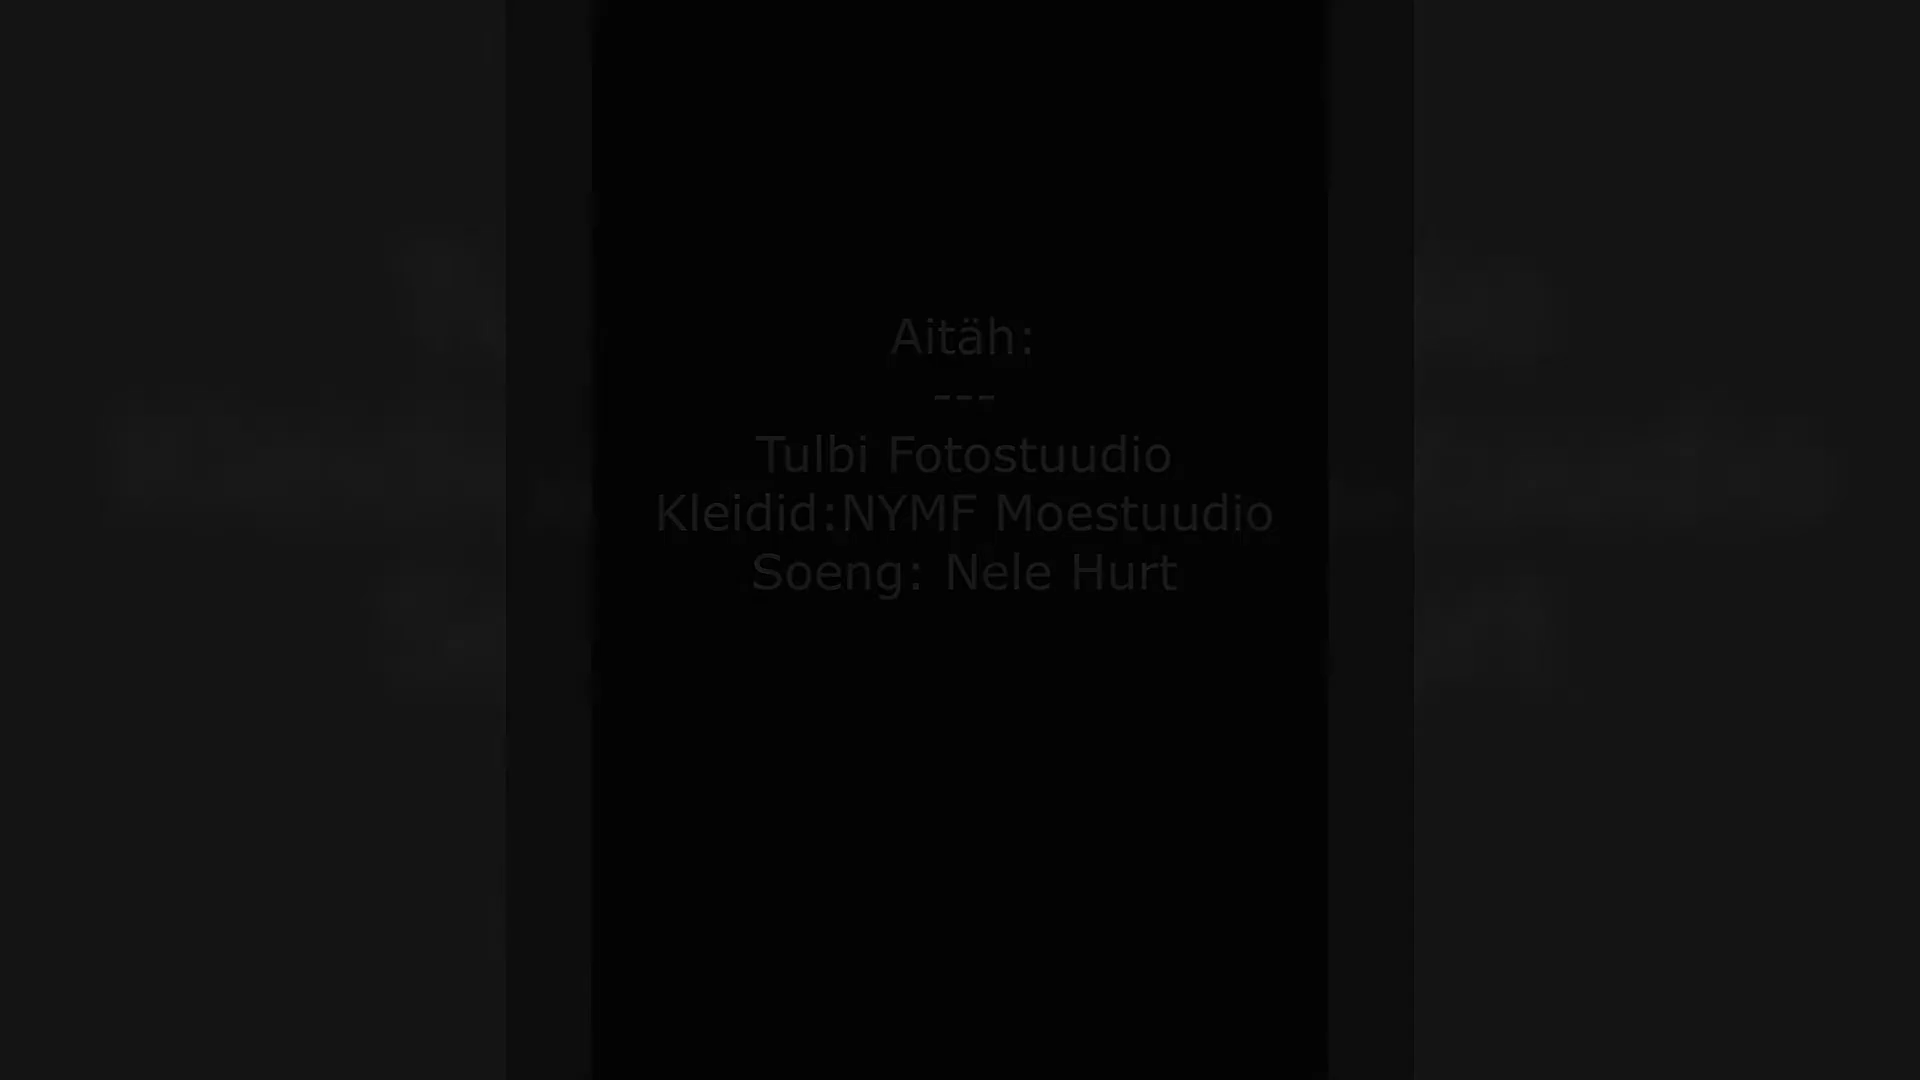 Aitäh:
---
Tulbi Fotostuudio
Kleidid:NYMF Moestuudio
Soeng: Nele Hurt